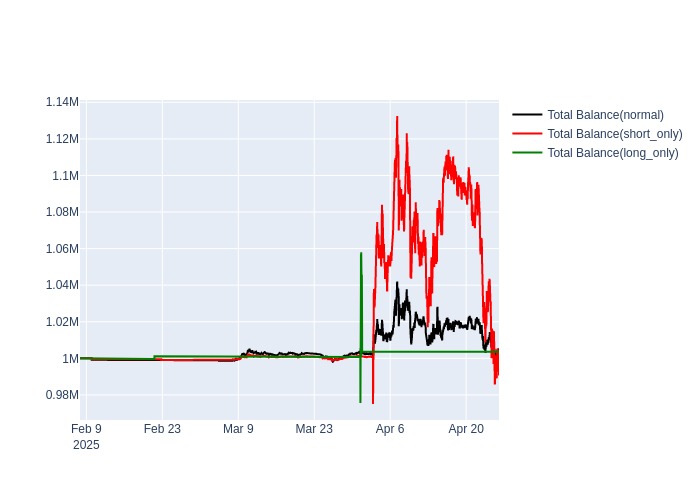 1.14M
1.12M
1.1M
1.08M
1.06M
1.04M
1.02M
1M
0.98M
Feb 9
2025
Feb 23
Mar 9
Mar 23
Apr 6
Apr 20
Total Balance(normal)
Total Balance(short_only)
Total Balance(long_only)